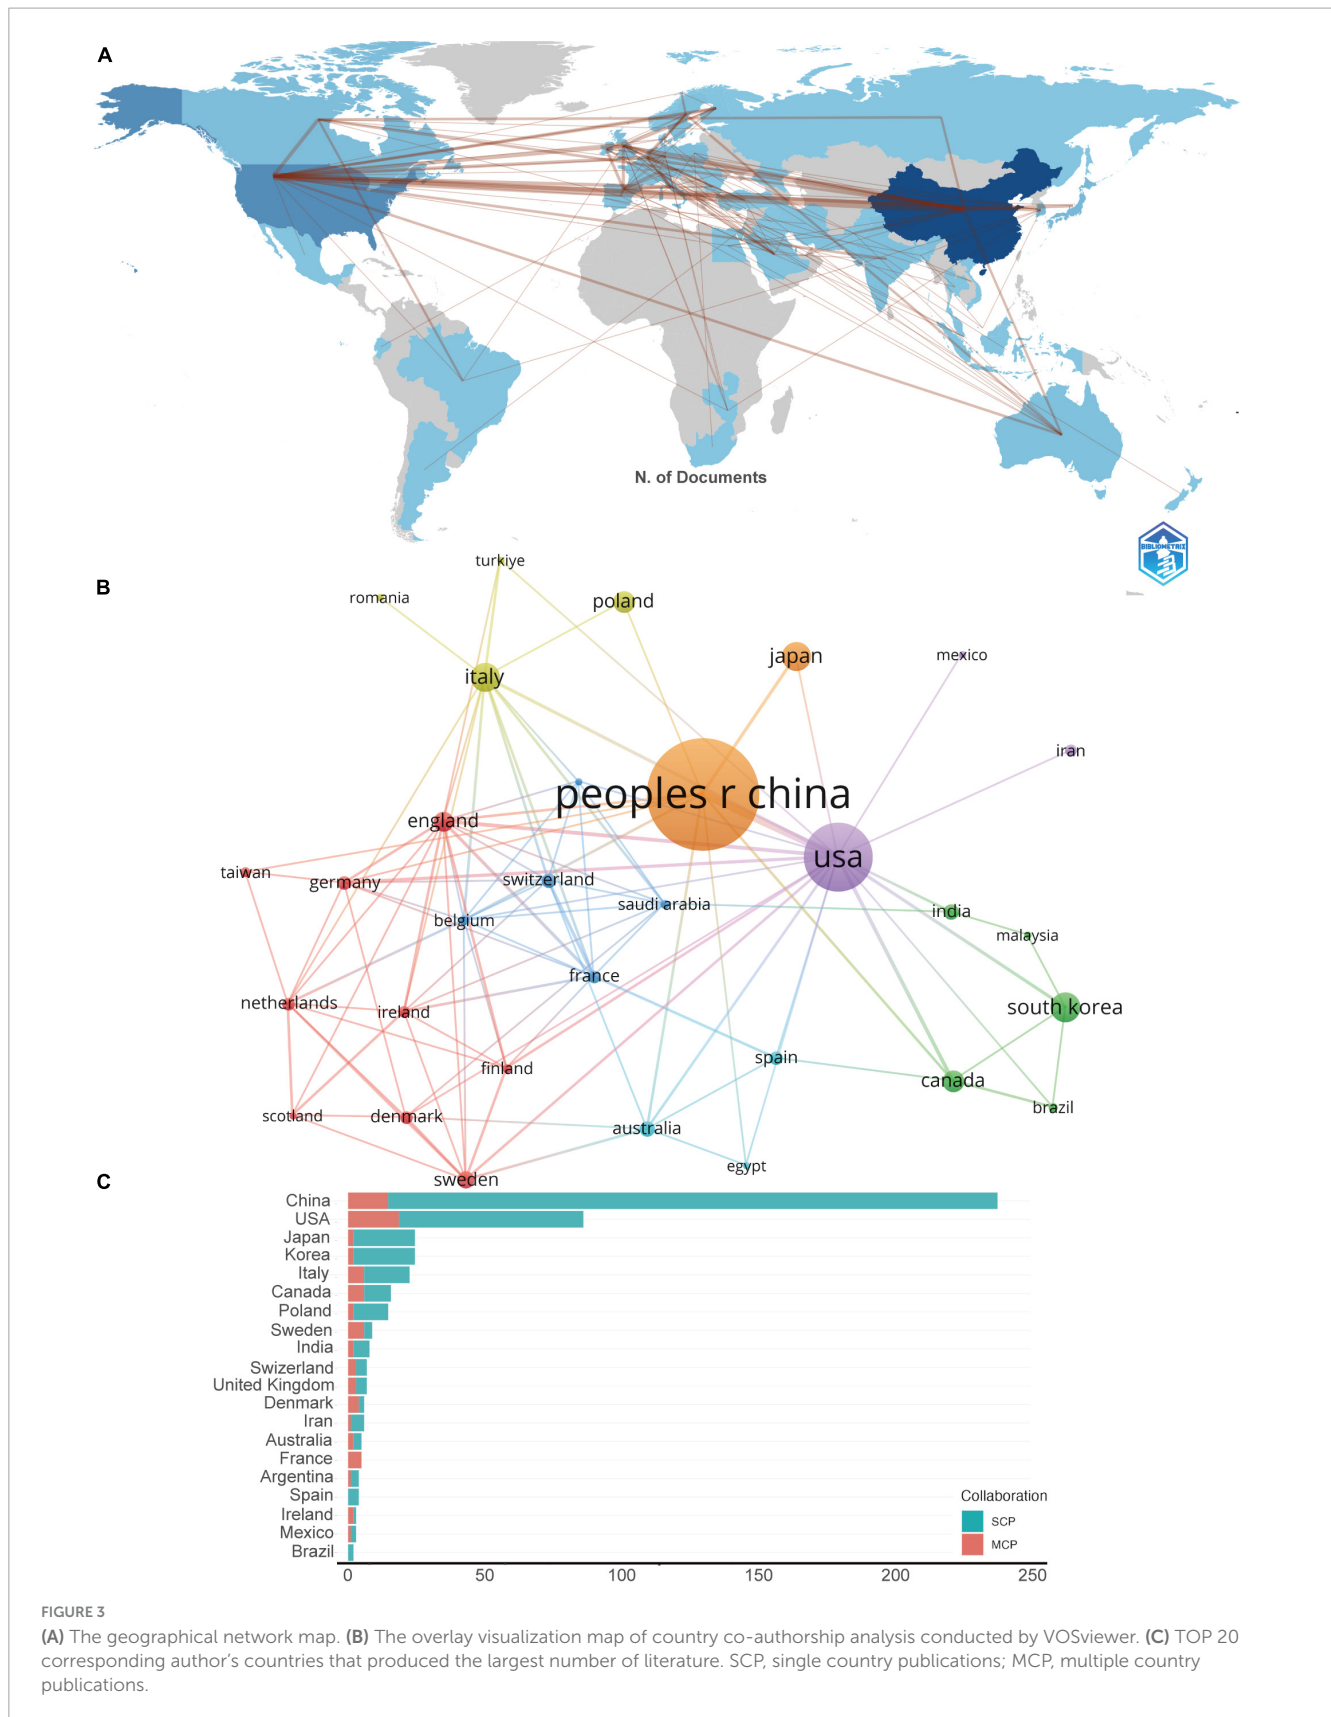 A
N. of Documents
BIBLIOMETRIX
B
turkiye
romania
poland
japan
mexico
italy
iran
peoples r china
england
usa
taiwan
germany
switzerland
saudi arabia
india
belgium
malaysia
france
netherlands
ireland
south korea
spain
finland
canada
scotland
denmark
brazil
australia
egypt
sweden
C
China
USA
Japan
Korea
Italy
Canada
Poland
Sweden
India
Swizerland
United Kingdom
Denmark
Iran
Australia
France
Argentina
Spain
Ireland
Mexico
Brazil
Collaboration
SCP
MCP
0 50 100 150 200 250
FIGURE 3
(A) The geographical network map. (B) The overlay visualization map of country co-authorship analysis conducted by VOSviewer. (C) TOP 20
corresponding author's countries that produced the largest number of literature. SCP, single country publications; MCP, multiple country
publications.